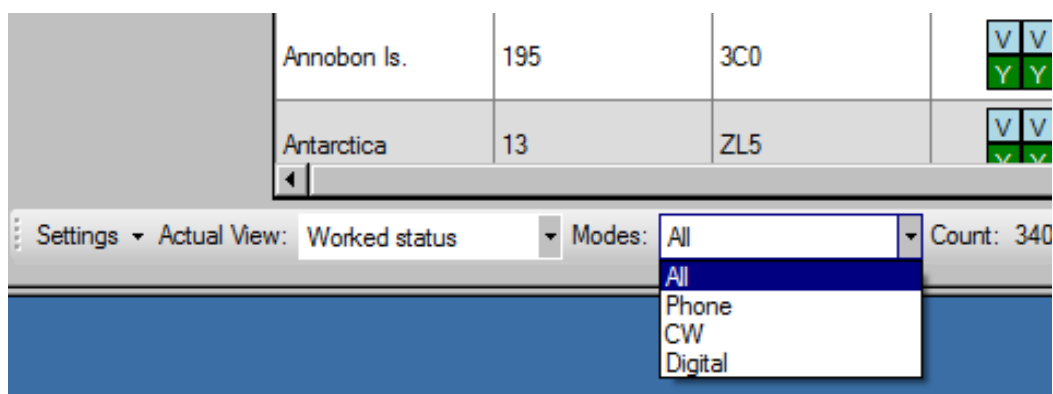 Annobon Is. 195 3C0 V V
Y Y
Antarctica 13 ZL5 V V
Y Y
Settings Actual View: Worked status Modes: All Count: 340
All
Phone
CW
Digital